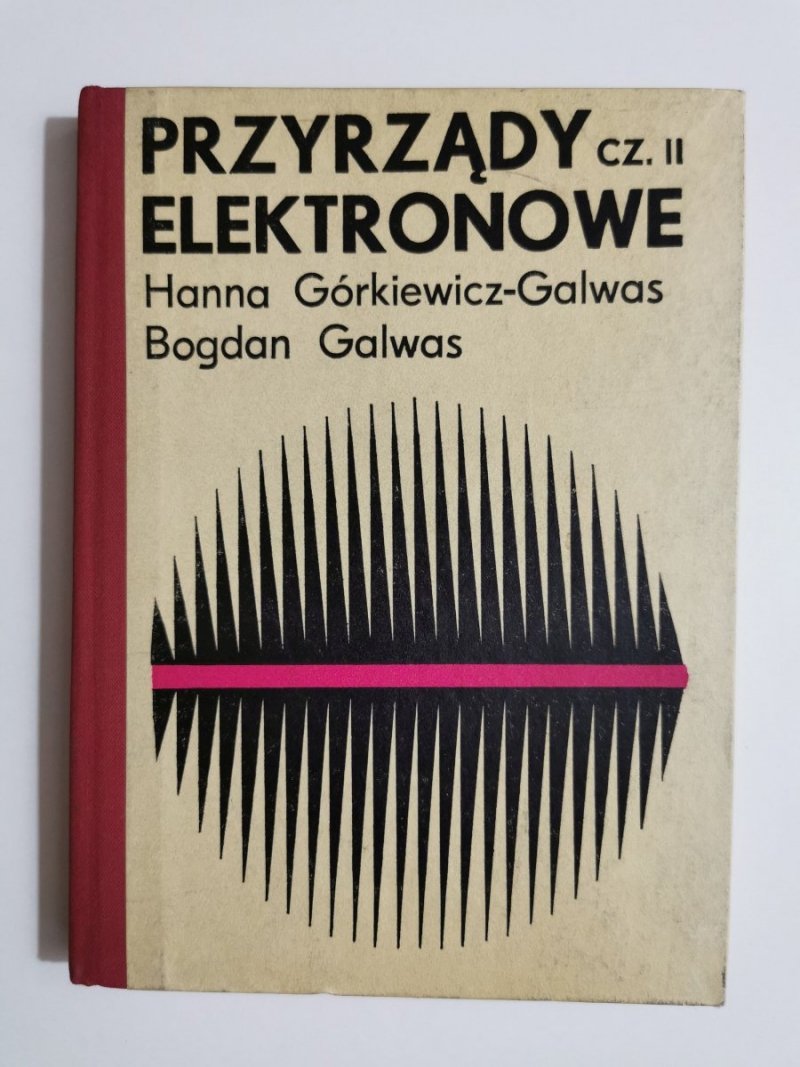 PRZYRZĄDY cz. II
ELEKTRONOWE
Hanna Górkiewicz-Galwas
Bogdan Galwas